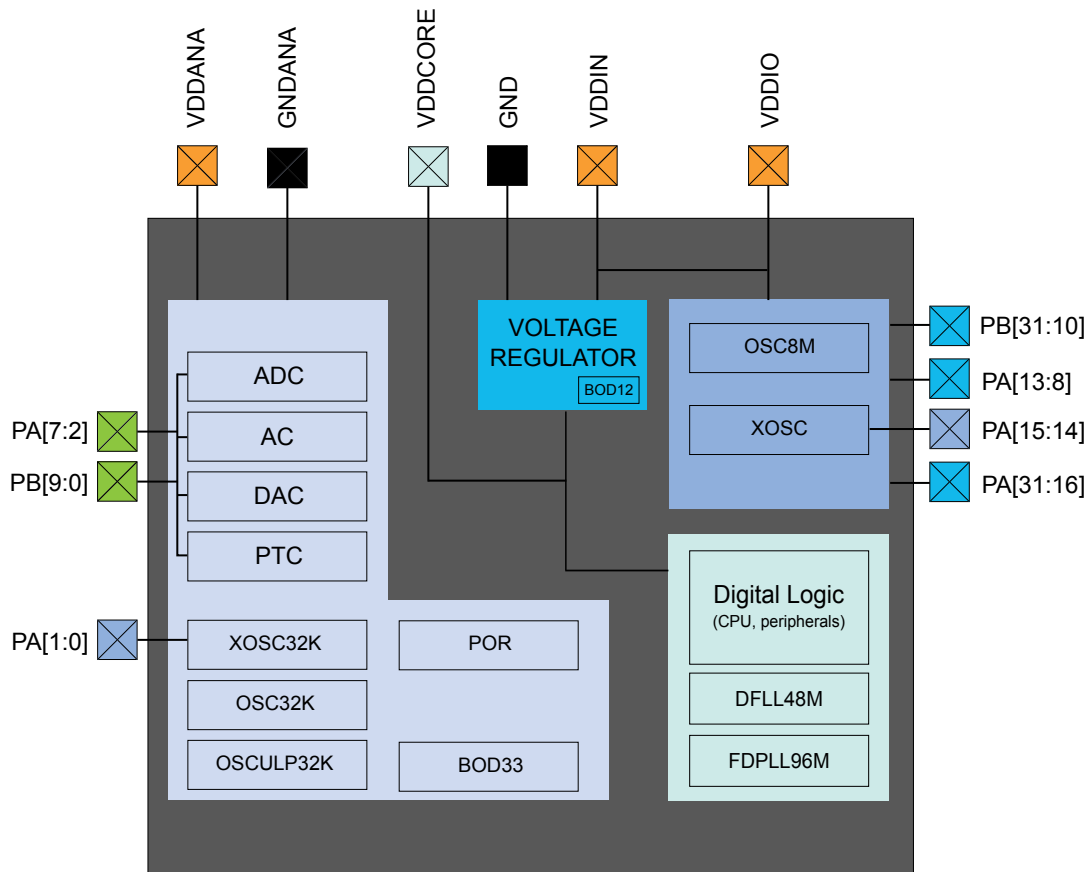 VDDANA
GNDANA
VDDCORE
GND
VDDIN
VDDIO
VOLTAGE
REGULATOR
BOD12
OSC8M
XOSC
PB[31:10]
PA[13:8]
PA[15:14]
PA[31:16]
ADC
AC
DAC
PTC
PA[7:2]
PB[9:0]
PA[1:0]
XOSC32K
OSC32K
OSCULP32K
POR
BOD33
Digital Logic
(CPU, peripherals)
DFLL48M
FDPLL96M